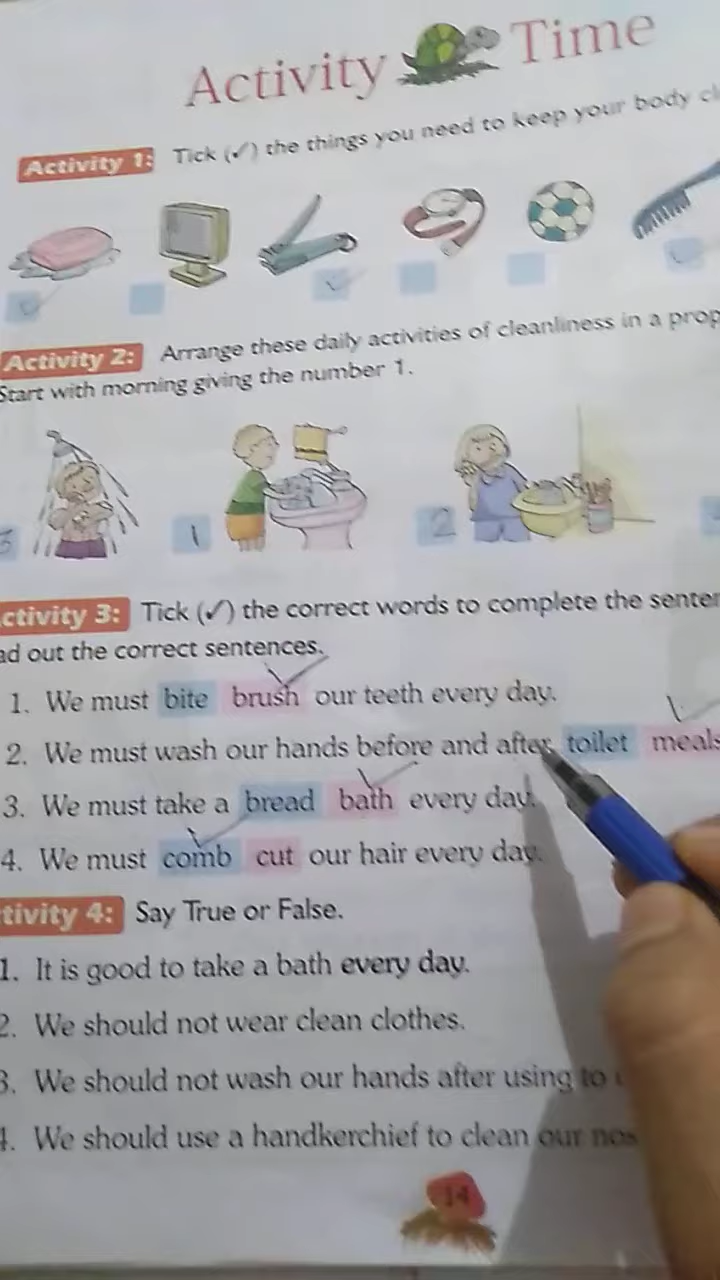 Activity Time
Activity 1: Tick (✓) the things you need to keep your body cl
Activity 2: Arrange these daily activities of cleanliness in a prop
Start with morning giving the number 1.
3 1 2
ctivity 3: Tick (✓) the correct words to complete the senten
ad out the correct sentences.
1. We must bite brush our teeth every day.
2. We must wash our hands before and after toilet meals
3. We must take a bread bath every day.
4. We must comb cut our hair every day.
tivity 4: Say True or False.
1. It is good to take a bath every day.
2. We should not wear clean clothes.
3. We should not wash our hands after using to
4. We should use a handkerchief to clean our nos
14